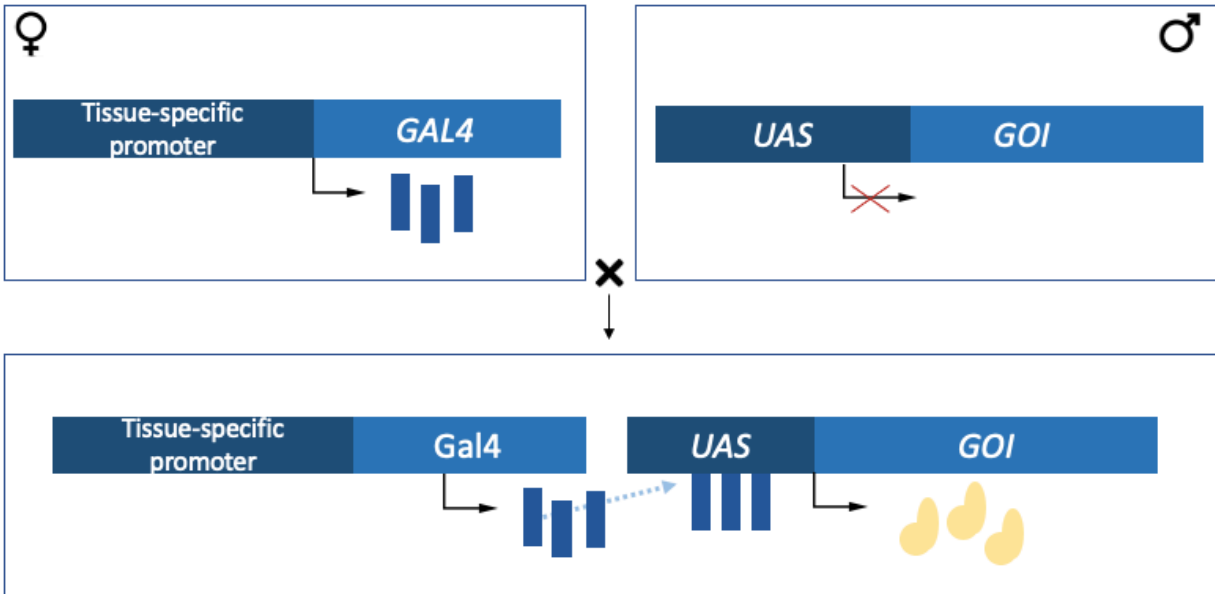 ♀
♂
Tissue-specific
promoter
GAL4
UAS
GOI
Tissue-specific
promoter
Gal4
UAS
GOI